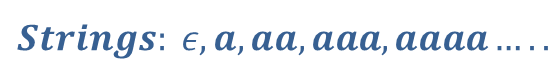 Strings: ϵ, a, aa, aaa, aaaa … . .